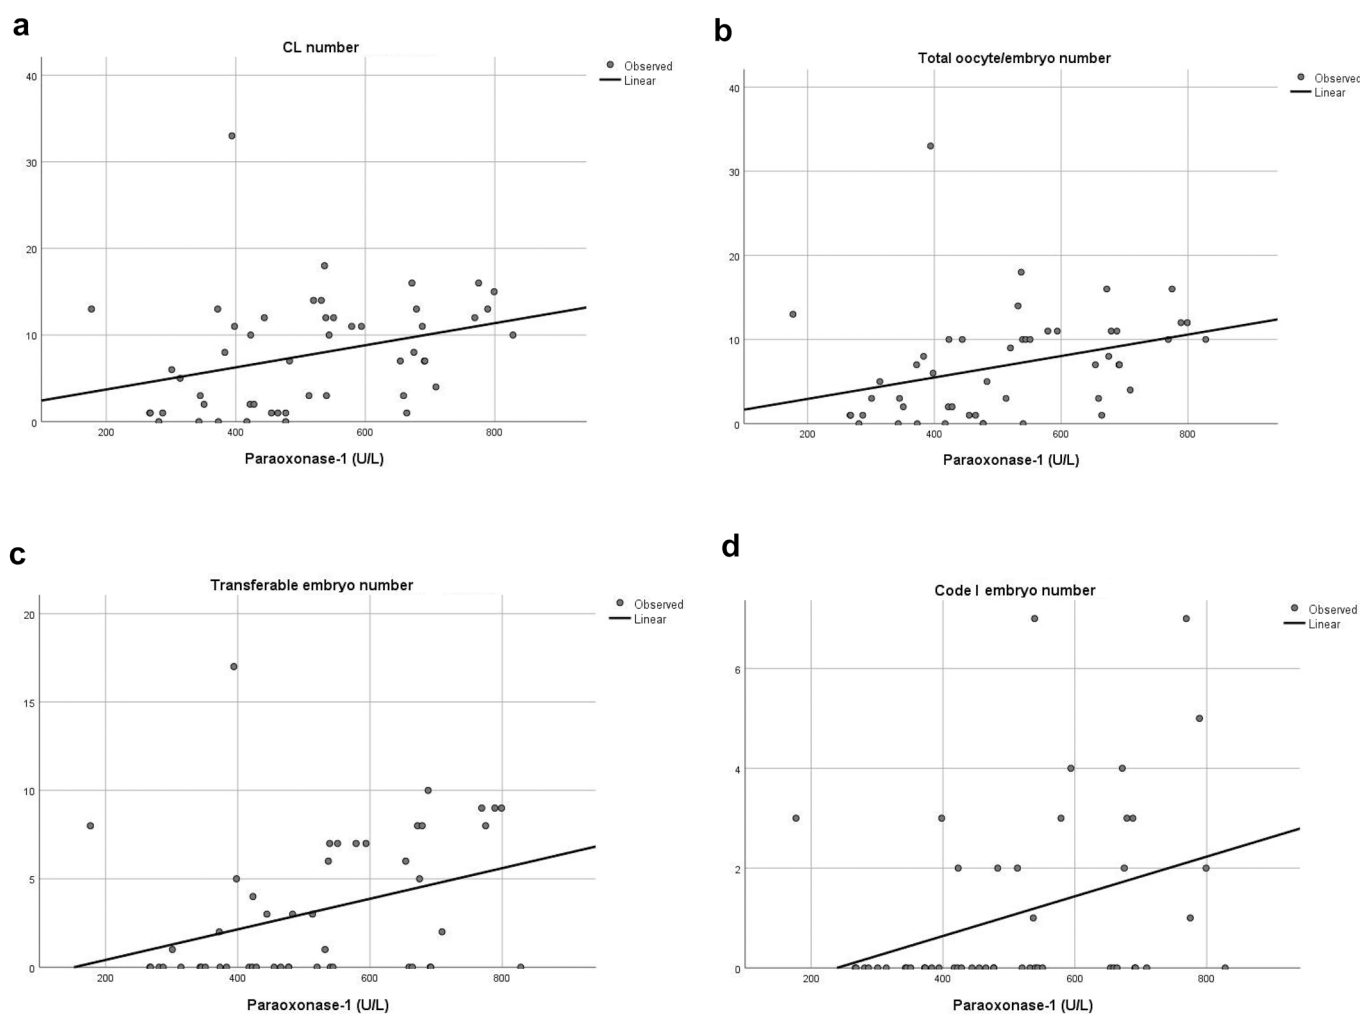 a
CL number
Observed
Linear
40
30
20
10
0
200 400 600 800
Paraoxonase-1 (U/L)
b
Total oocyte/embryo number
Observed
Linear
40
30
20
10
0
200 400 600 800
Paraoxonase-1 (U/L)
c
Transferable embryo number
Observed
Linear
20
15
10
5
0
200 400 600 800
Paraoxonase-1 (U/L)
d
Code I embryo number
Observed
Linear
6
4
2
0
200 400 600 800
Paraoxonase-1 (U/L)